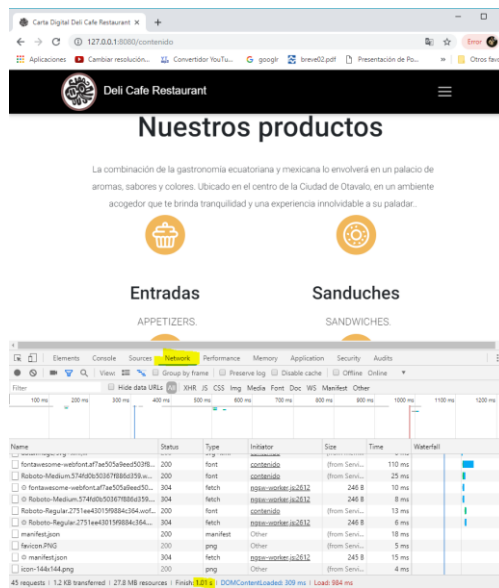 Carta Digital Deli Cafe Restaurant
127.0.0.1:8080/contenido
Error
Aplicaciones Cambiar resolución... Convertidor YouTu... G googlr breve02.pdf Presentación de Po... » Otros favo
Deli Cafe Restaurant
Nuestros productos
La combinación de la gastronomía ecuatoriana y mexicana lo envolverá en un palacio de
aromas, sabores y colores. Ubicado en el centro de la Ciudad de Otavalo, en un ambiente
acogedor que te brinda tranquilidad y una experiencia innolvidable a su paladar..
Entradas Sanduches
APPETIZERS. SANDWICHES.
Elements Console Sources Network Performance Memory Application Security Audits
View: Group by frame Preserve log Disable cache Offline Online
Filter Hide data URLs All XHR JS CSS Img Media Font Doc WS Manifest Other
100 ms 200 ms 300 ms 400 ms 500 ms 600 ms 700 ms 800 ms 900 ms 1000 ms 1100 ms 1200 ms
Name Status Type Initiator Size Time Waterfall
fontawesome-webfont.af7ae505a9eed503f8... 200 font contenido (from Servi... 110 ms
Roboto-Medium.574fd0b50367f886d359.w... 200 font contenido (from Servi... 25 ms
fontawesome-webfont.af7ae505a9eed50... 304 fetch ngsw-worker.js:2612 246 B 10 ms
Roboto-Medium.574fd0b50367f886d359.... 304 fetch ngsw-worker.js:2612 246 B 8 ms
Roboto-Regular.2751ee43015f9884c364.wof... 200 font contenido (from Servi... 13 ms
Roboto-Regular.2751ee43015f9884c364.... 304 fetch ngsw-worker.js:2612 246 B 6 ms
manifest.json 200 manifest Other (from Servi... 18 ms
favicon.PNG 200 png Other (from Servi... 5 ms
manifest.json 304 fetch ngsw-worker.js:2612 245 B 15 ms
icon-144x144.png 200 png Other (from Servi... 4 ms
45 requests | 1.2 KB transferred | 27.8 MB resources | Finish: 1.01 s | DOMContentLoaded: 309 ms | Load: 984 ms